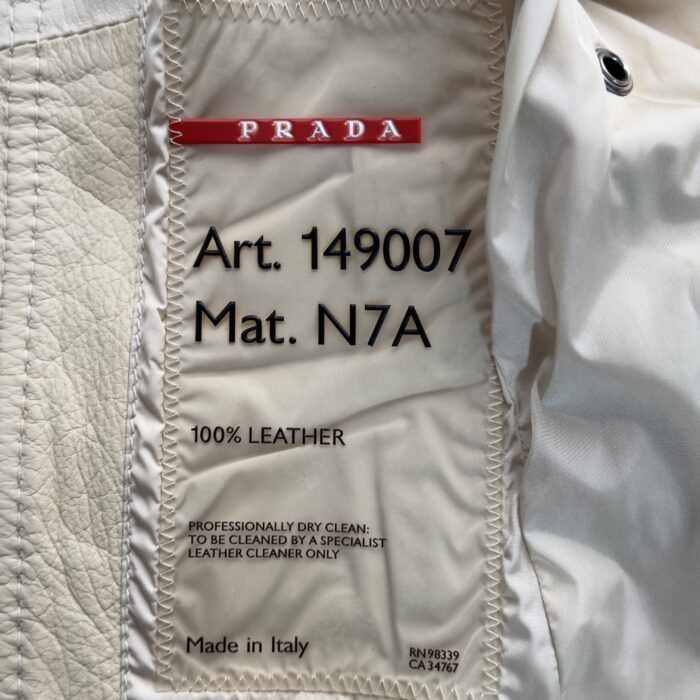 PRADA
Art. 149007
Mat. N7A
100% LEATHER
PROFESSIONALLY DRY CLEAN:
TO BE CLEANED BY A SPECIALIST
LEATHER CLEANER ONLY
Made in Italy
RN 98339
CA 34767